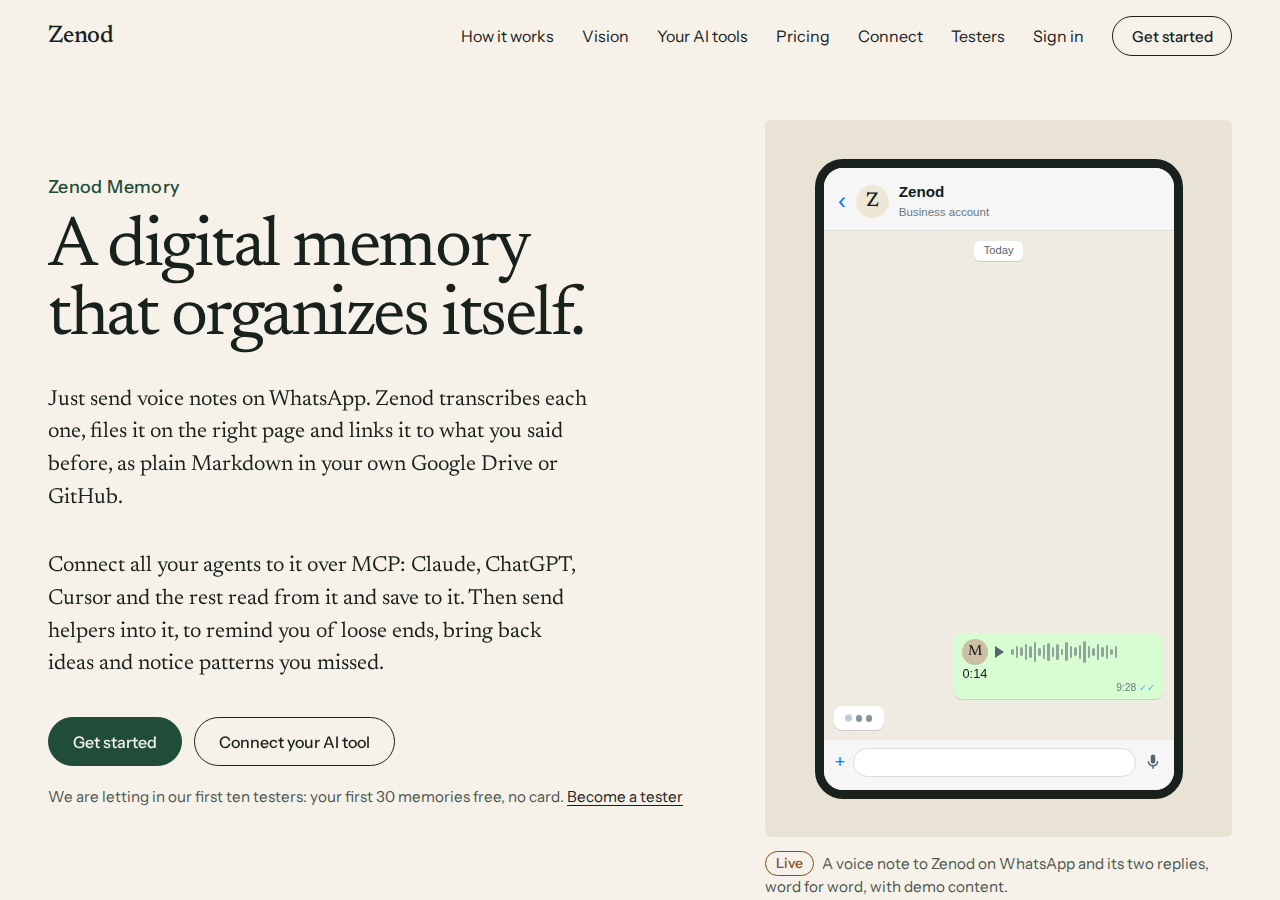 Zenod
How it works
Vision
Your AI tools
Pricing
Connect
Testers
Sign in
Get started
Zenod Memory
A digital memory
that organizes itself.
Just send voice notes on WhatsApp. Zenod transcribes each
one, files it on the right page and links it to what you said
before, as plain Markdown in your own Google Drive or
GitHub.
Connect all your agents to it over MCP: Claude, ChatGPT,
Cursor and the rest read from it and save to it. Then send
helpers into it, to remind you of loose ends, bring back
ideas and notice patterns you missed.
Get started
Connect your AI tool
We are letting in our first ten testers: your first 30 memories free, no card. Become a tester
Z
Zenod
Business account
Today
M
0:14
9:28 ✓✓
+
Live
A voice note to Zenod on WhatsApp and its two replies,
word for word, with demo content.